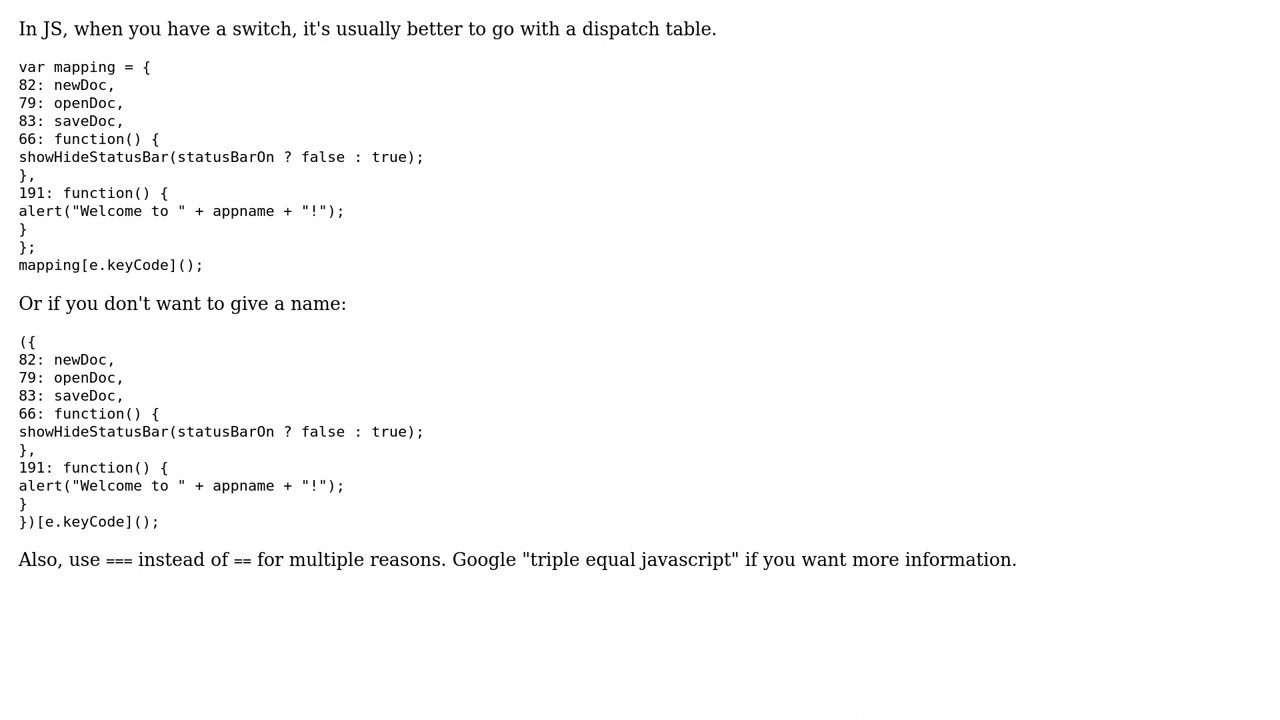 In JS, when you have a switch, it's usually better to go with a dispatch table.
var mapping = {
82: newDoc,
79: openDoc,
83: saveDoc,
66: function() {
showHideStatusBar(statusBarOn ? false : true);
},
191: function() {
alert("Welcome to " + appname + "!");
}
};
mapping[e.keyCode]();
Or if you don't want to give a name:
({
82: newDoc,
79: openDoc,
83: saveDoc,
66: function() {
showHideStatusBar(statusBarOn ? false : true);
},
191: function() {
alert("Welcome to " + appname + "!");
}
})[e.keyCode]();
Also, use === instead of == for multiple reasons. Google "triple equal javascript" if you want more information.